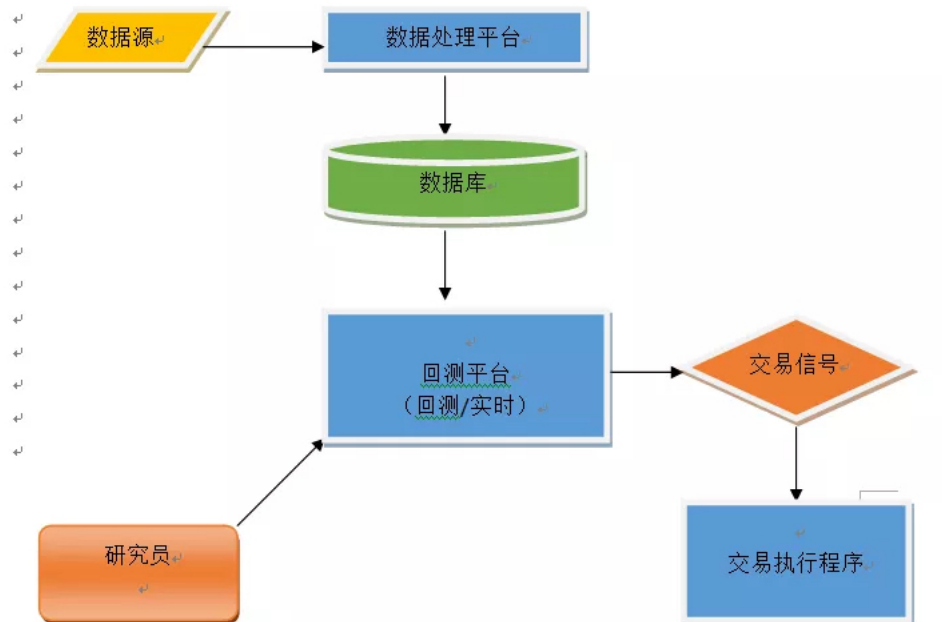 数据源
数据处理平台
数据库
回测平台
（回测/实时）
交易信号
研究员
交易执行程序